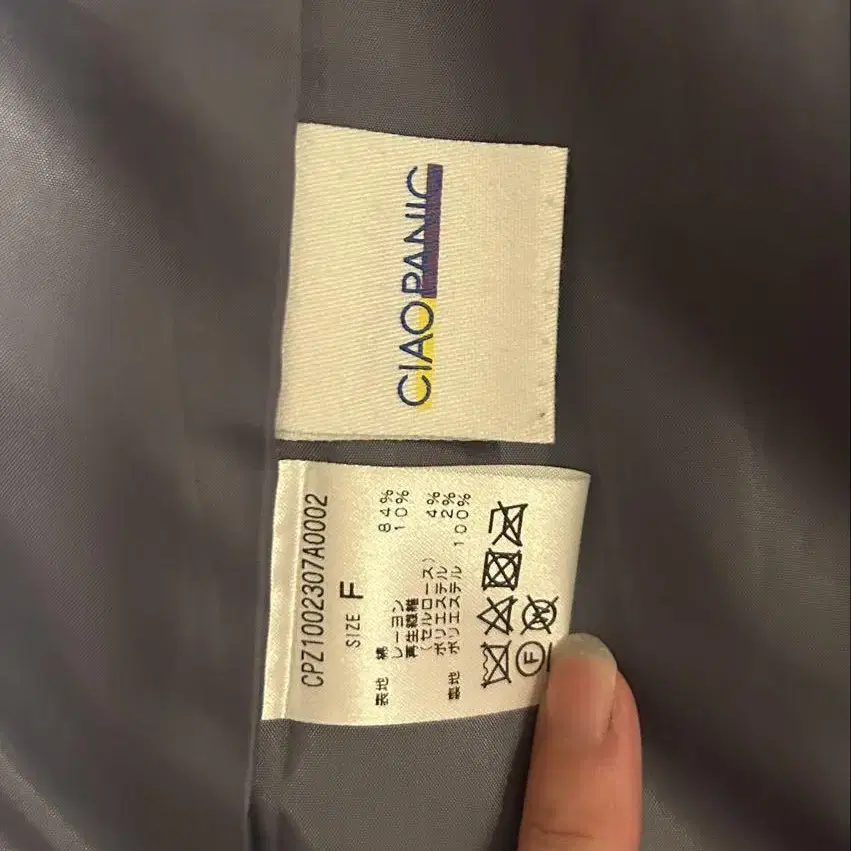 CIAOPANIC
CPZ1002307A0002
SIZE F
表地 綿 84%
レーヨン 10%
再生繊維
(セルロース) 4%
ポリエステル 2%
裏地 ポリエステル 100%
F
W